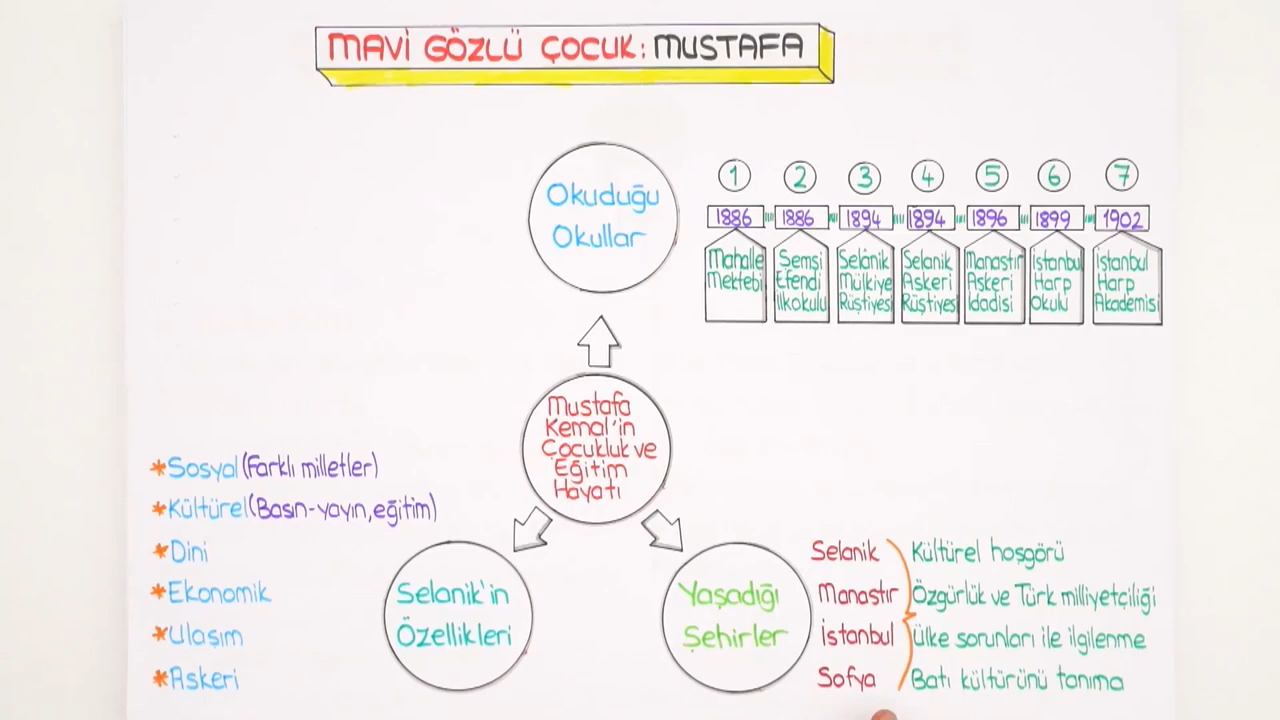 MAVİ GÖZLÜ ÇOCUK: MUSTAFA
Okuduğu
Okullar
1 2 3 4 5 6 7
1886 1886 1894 1894 1896 1899 1902
Mahalle
Mektebi
Şemsi
Efendi
İlkokulu
Selânik
Mülkiye
Rüştiyesi
Selanik
Askeri
Rüştiyesi
Manastır
Askeri
İdadisi
İstanbul
Harp
Okulu
İstanbul
Harp
Akademisi
Mustafa
Kemal'in
Çocukluk ve
Eğitim
Hayatı
*Sosyal (Farklı milletler)
*Kültürel (Basın-yayın, eğitim)
*Dini
*Ekonomik
*Ulaşım
*Askeri
Selanik'in
Özellikleri
Yaşadığı
Şehirler
Selanik Kültürel hoşgörü
Manastır Özgürlük ve Türk milliyetçiliği
İstanbul ülke sorunları ile ilgilenme
Sofya Batı kültürünü tanıma